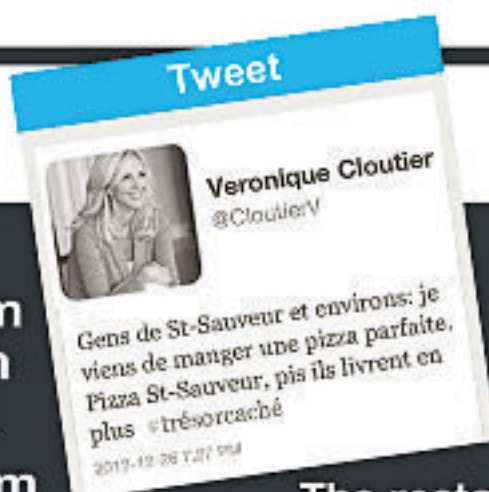 Tweet
Veronique Cloutier
@CloutierV
Gens de St-Sauveur et environs: je
viens de manger une pizza parfaite.
Pizza St-Sauveur, pis ils livrent en
plus #trésorcaché